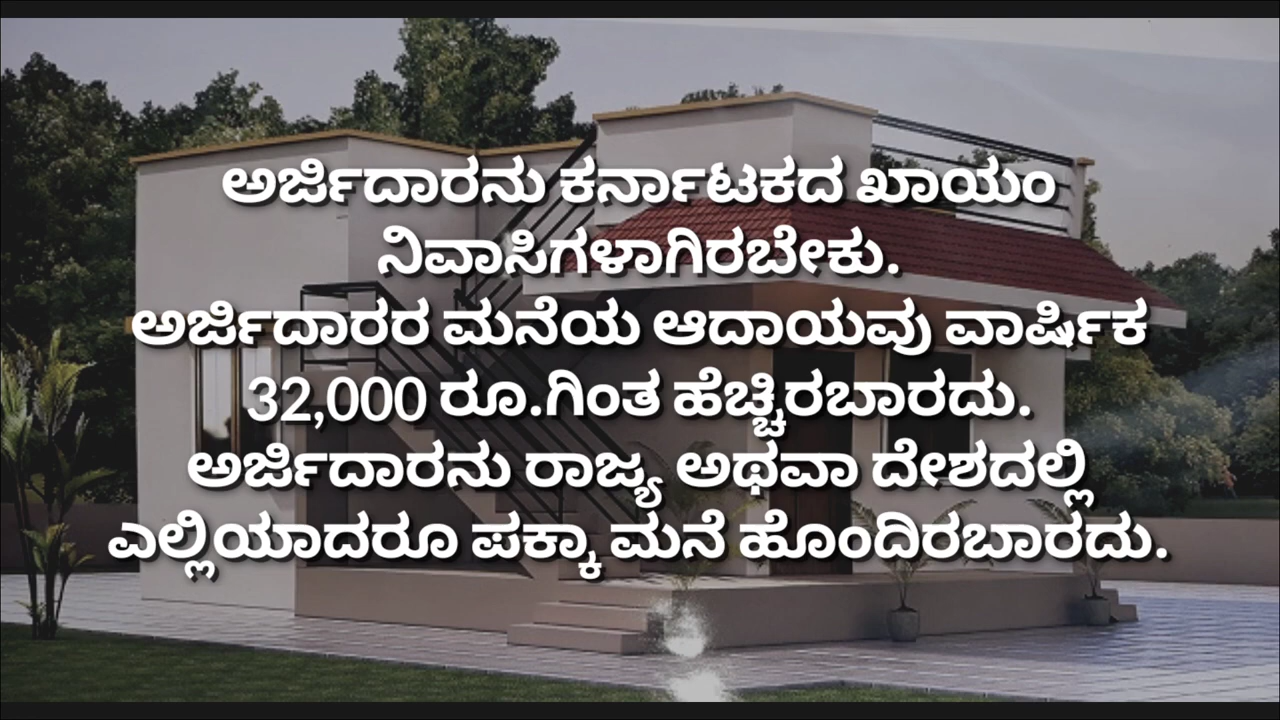 ಅರ್ಜಿದಾರನು ಕರ್ನಾಟಕದ ಖಾಯಂ
ನಿವಾಸಿಗಳಾಗಿರಬೇಕು.
ಅರ್ಜಿದಾರರ ಮನೆಯ ಆದಾಯವು ವಾರ್ಷಿಕ
32,000 ರೂ.ಗಿಂತ ಹೆಚ್ಚಿರಬಾರದು.
ಅರ್ಜಿದಾರನು ರಾಜ್ಯ ಅಥವಾ ದೇಶದಲ್ಲಿ
ಎಲ್ಲಿಯಾದರೂ ಪಕ್ಕಾ ಮನೆ ಹೊಂದಿರಬಾರದು.